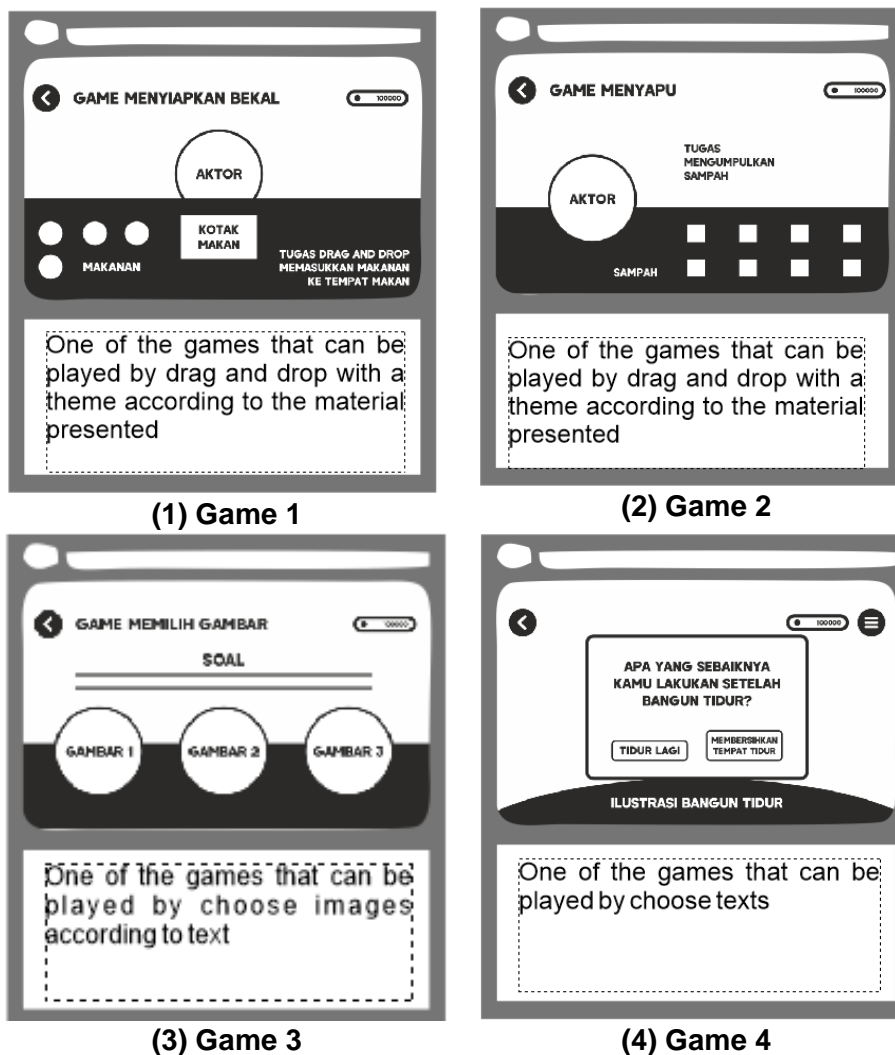 GAME MENYIAPKAN BEKAL
100000
AKTOR
KOTAK
MAKAN
MAKANAN
TUGAS DRAG AND DROP
MEMASUKKAN MAKANAN
KE TEMPAT MAKAN
One of the games that can be
played by drag and drop with a
theme according to the material
presented
(1) Game 1
GAME MENYAPU
100000
TUGAS
MENGUMPULKAN
SAMPAH
AKTOR
SAMPAH
One of the games that can be
played by drag and drop with a
theme according to the material
presented
(2) Game 2
GAME MEMILIH GAMBAR
100000
SOAL
GAMBAR 1
GAMBAR 2
GAMBAR 3
One of the games that can be
played by choose images
according to text
(3) Game 3
100000
APA YANG SEBAIKNYA
KAMU LAKUKAN SETELAH
BANGUN TIDUR?
TIDUR LAGI
MEMBERSIHKAN
TEMPAT TIDUR
ILUSTRASI BANGUN TIDUR
One of the games that can be
played by choose texts
(4) Game 4